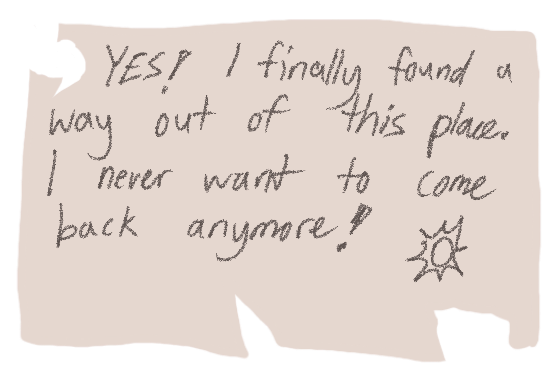 YES! I finally found a
way out of this place.
I never want to come
back anymore!